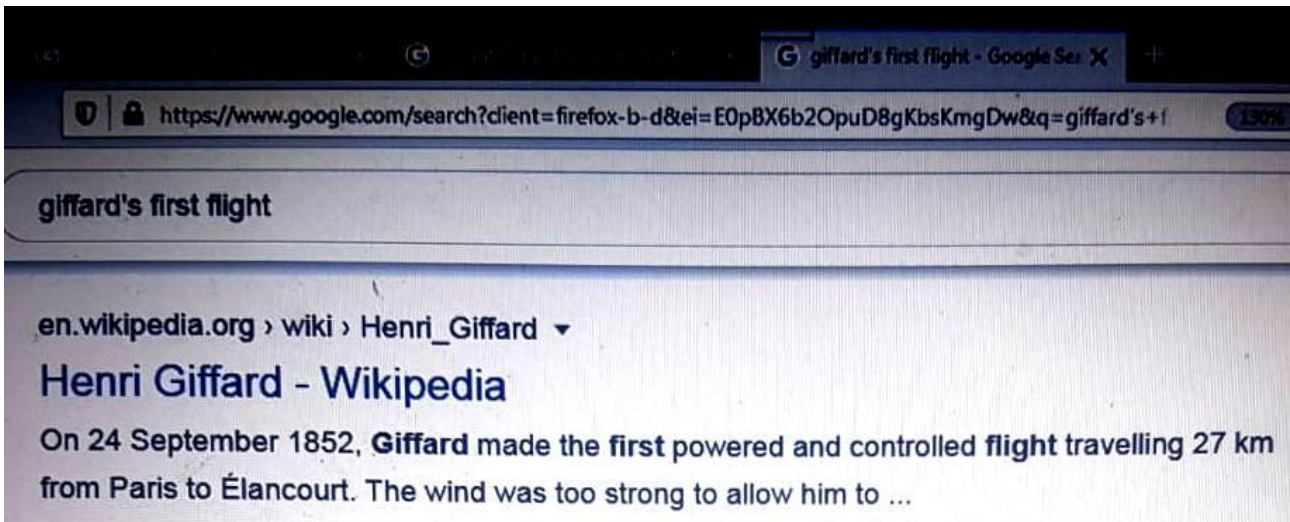 giffard's first flight - Google Sea
https://www.google.com/search?client=firefox-b-d&ei=E0pBX6b2OpuD8gKbsKmgDw&q=giffard's+f
130%
giffard's first flight
en.wikipedia.org › wiki › Henri_Giffard
Henri Giffard - Wikipedia
On 24 September 1852, Giffard made the first powered and controlled flight travelling 27 km
from Paris to Élancourt. The wind was too strong to allow him to ...